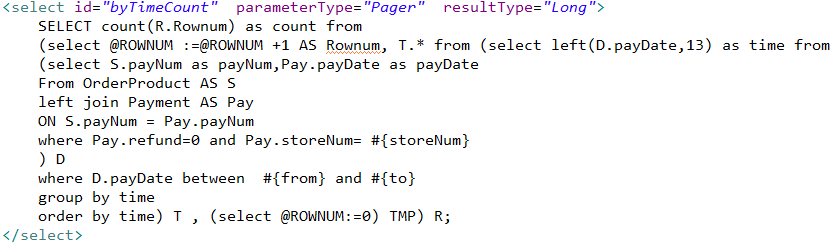 <select id="byTimeCount"  parameterType="Pager"  resultType="Long">
    SELECT count(R.Rownum) as count from
    (select @ROWNUM :=@ROWNUM +1 AS Rownum, T.* from (select left(D.payDate,13) as time from
    (select S.payNum as payNum,Pay.payDate as payDate
    From OrderProduct AS S
    left join Payment AS Pay
    ON S.payNum = Pay.payNum
    where Pay.refund=0 and Pay.storeNum= #{storeNum}
    ) D
    where D.payDate between  #{from} and #{to}
    group by time
    order by time) T , (select @ROWNUM:=0) TMP) R;
</select>